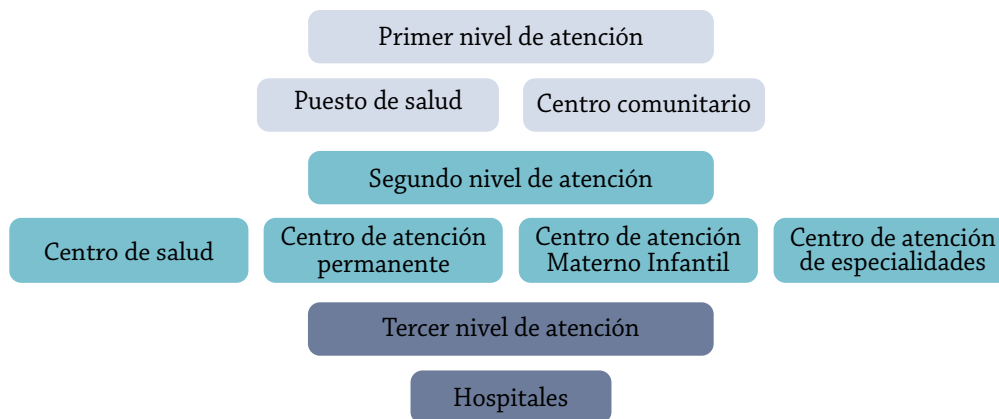 Primer nivel de atención
Puesto de salud
Centro comunitario
Segundo nivel de atención
Centro de salud
Centro de atención
permanente
Centro de atención
Materno Infantil
Centro de atención
de especialidades
Tercer nivel de atención
Hospitales